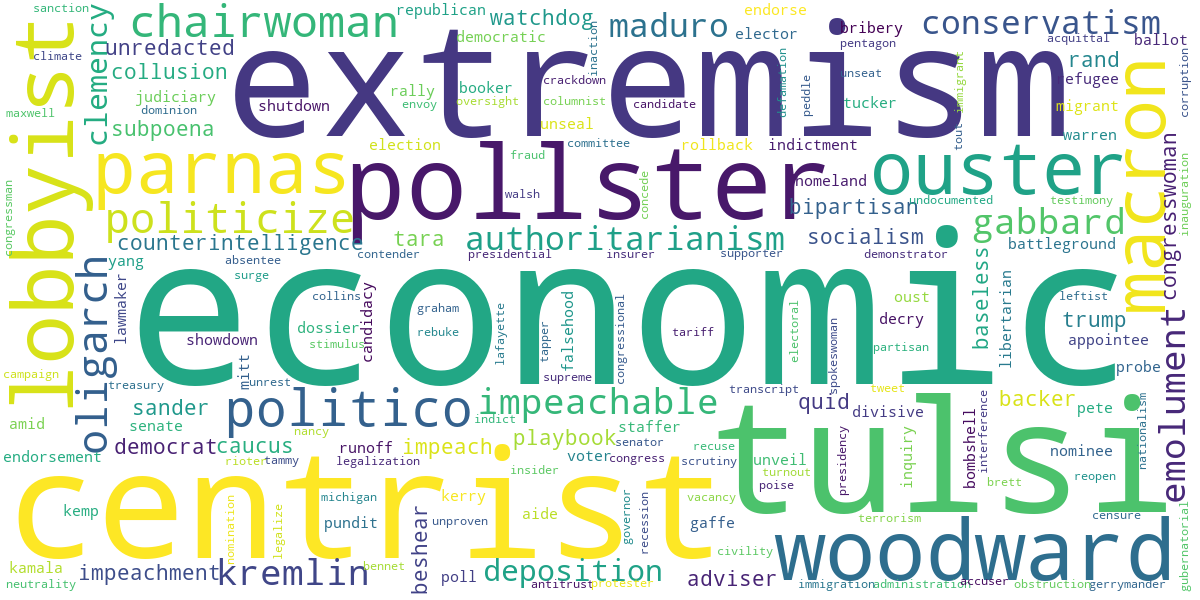 sanction
chairwoman
republican
watchdog
endorse
maduro
elector
bribery
conservatism
climate
lobbyist
clemency
unredacted
democratic
inaction
pentagon
acquittal
ballot
collusion
extremism
crackdown
unseat
rand
refugee
corruption
judiciary
rally
booker
defamation
peddle
immigrant
maxwell
dominion
shutdown
envoy
oversight
columnist
candidate
tucker
migrant
macron
subpoena
unseal
tout
warren
election
committee
rollback
indictment
parnas
pollster
fraud
ouster
congresswoman
congressman
walsh
concede
homeland
undocumented
testimony
inauguration
politicize
bipartisan
gabbard
counterintelligence
tara
authoritarianism
socialism
battleground
absentee
contender
presidential
insurer
supporter
demonstrator
yang
surge
economic
baseless
libertarian
oligarch
lawmaker
collins
graham
falsehood
congressional
oust
leftist
dossier
candidacy
rebuke
lafayette
tapper
tariff
electoral
spokeswoman
decry
trump
emolument
showdown
stimulus
partisan
appointee
campaign
treasury
mitt
unrest
supreme
transcript
tweet
probe
sander
politico
impeachable
quid
divisive
backer
pete
nationalism
amid
senate
nancy
indict
staffer
tulsi
democrat
caucus
runoff
impeach
playbook
senator
recuse
presidency
inquiry
bombshell
interference
nominee
endorsement
rioter
tammy
legalization
voter
congress
scrutiny
unveil
centrist
insider
turnout
poise
brett
reopen
michigan
kerry
vacancy
kemp
nomination
legalize
pundit
beshear
unproven
aide
governor
recession
gaffe
terrorism
censure
gubernatorial
woodward
civility
kamala
impeachment
kremlin
bennet
poll
deposition
adviser
neutrality
antitrust
protester
immigration
administration
accuser
obstruction
gerrymander